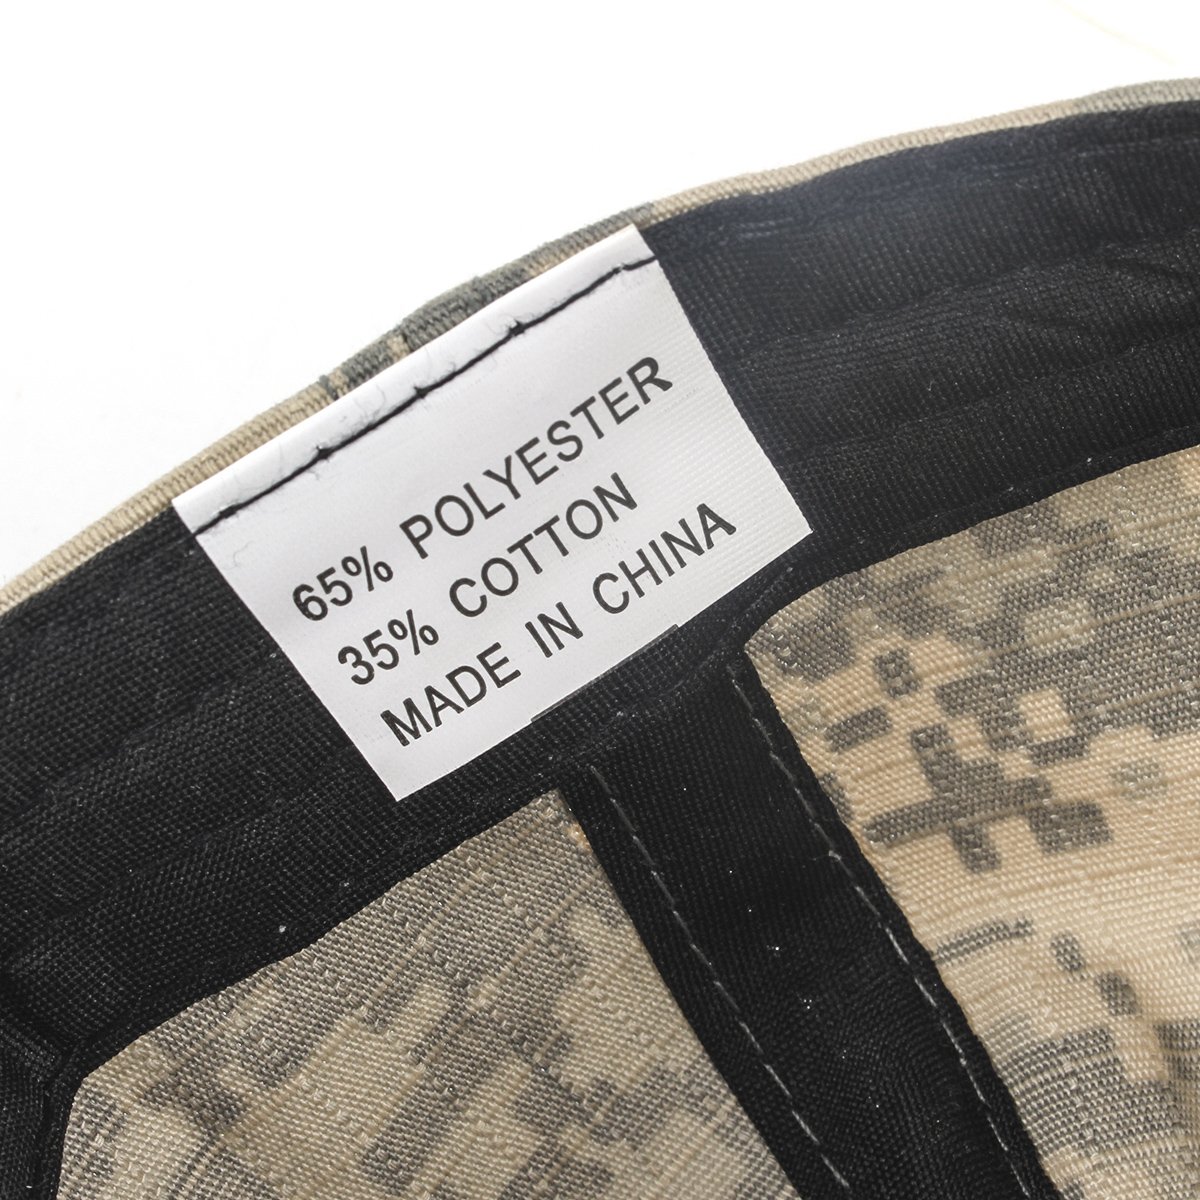 65% POLYESTER
35% COTTON
MADE IN CHINA